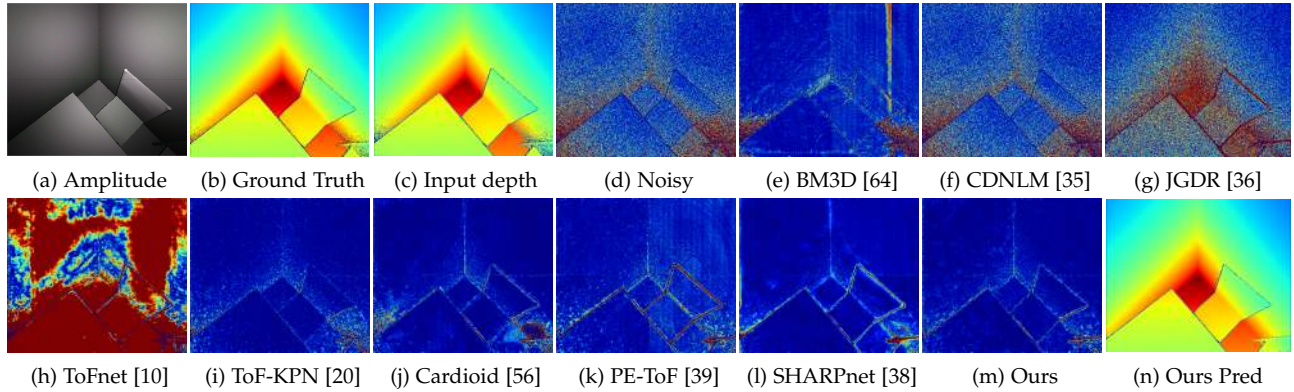 (a) Amplitude
(b) Ground Truth
(c) Input depth
(d) Noisy
(e) BM3D [64]
(f) CDNLM [35]
(g) JGDR [36]
(h) ToFnet [10]
(i) ToF-KPN [20]
(j) Cardioid [56]
(k) PE-ToF [39]
(l) SHARPnet [38]
(m) Ours
(n) Ours Pred